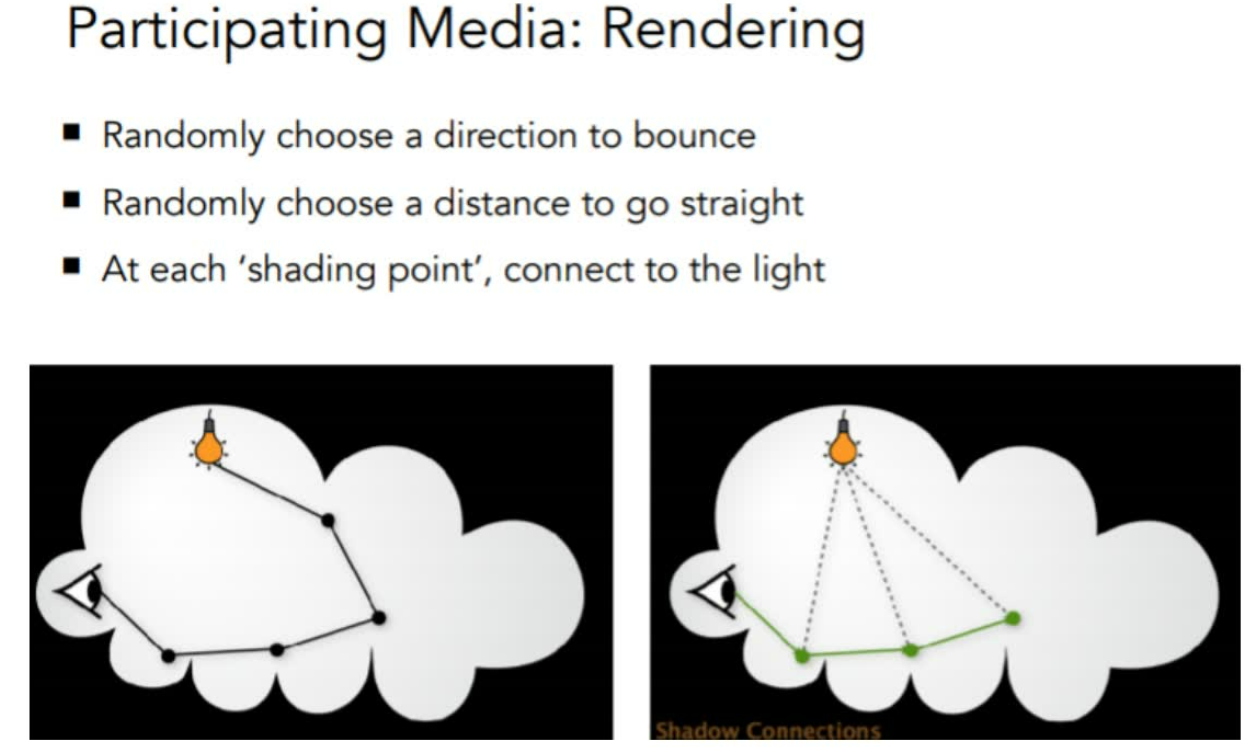 Participating Media: Rendering
▪ Randomly choose a direction to bounce
▪ Randomly choose a distance to go straight
▪ At each ‘shading point’, connect to the light
Shadow Connections